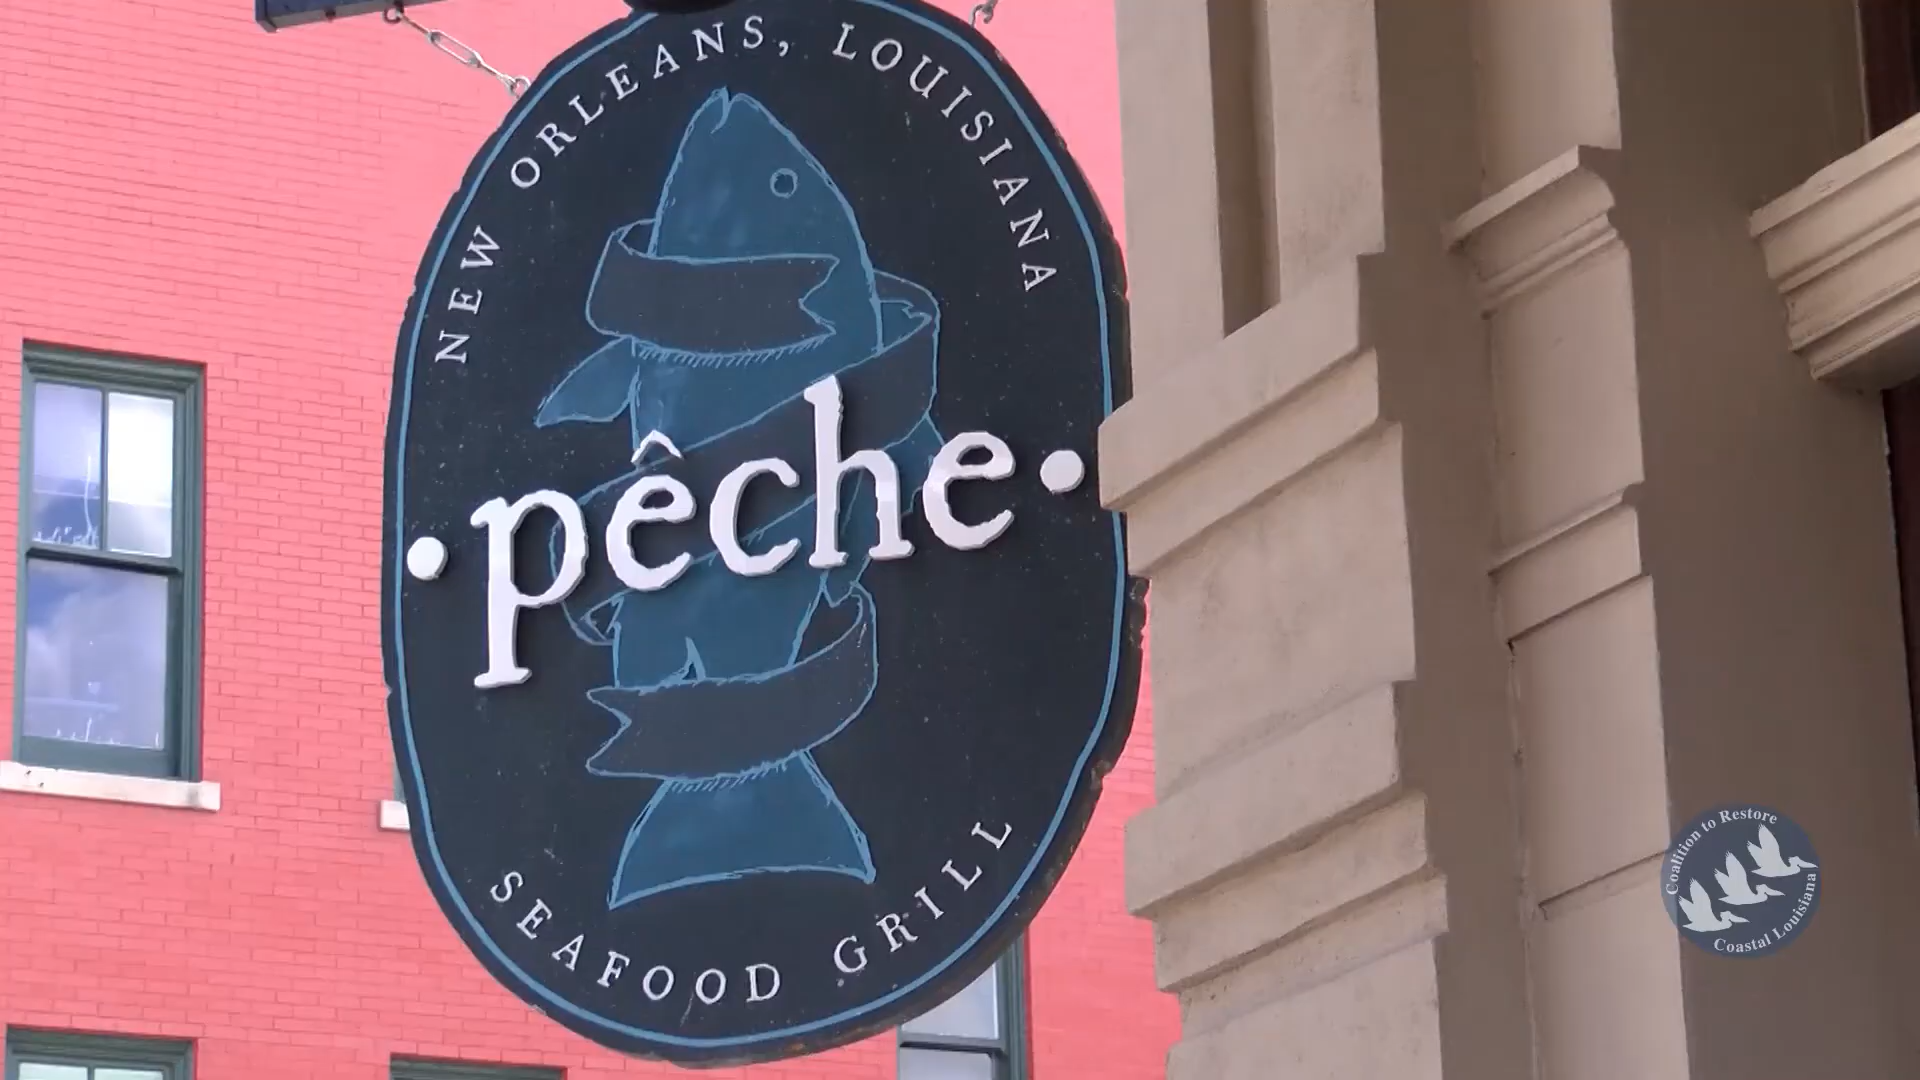 NEW ORLEANS, LOUISIANA
•pêche•
SEAFOOD GRILL
Coalition to Restore
Coastal Louisiana